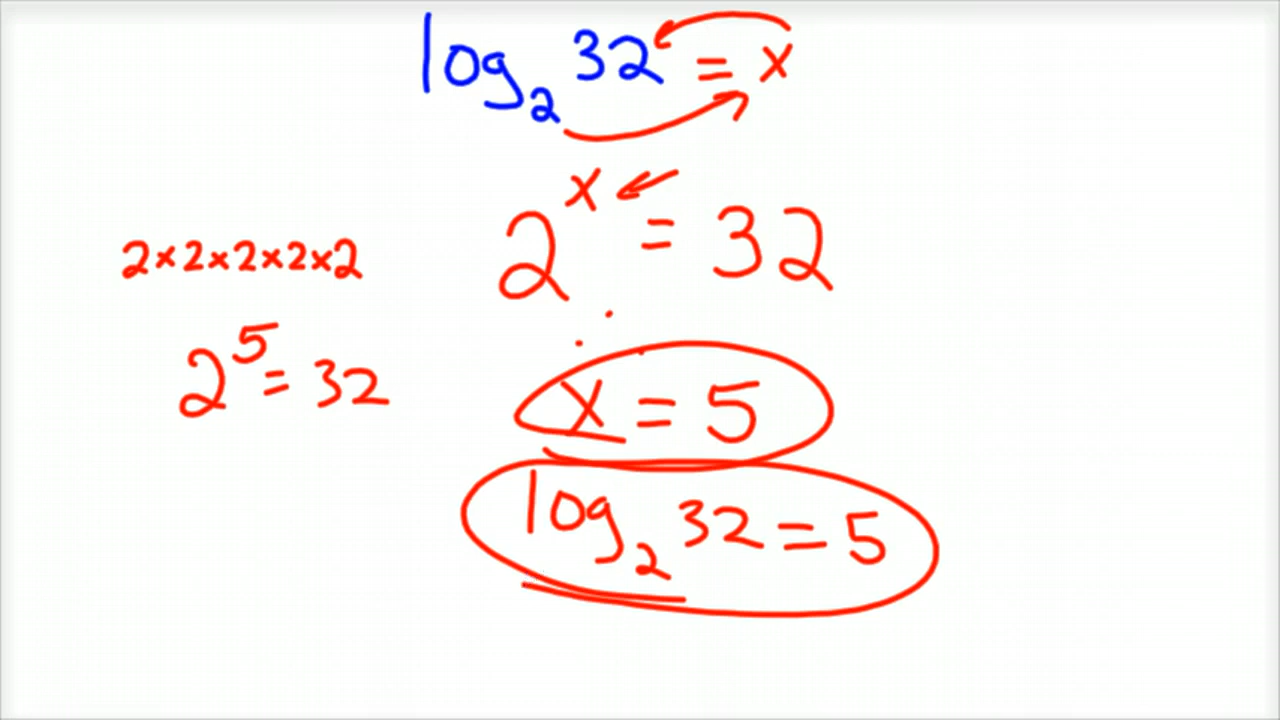 log₂ 32 = x
2ˣ = 32
2×2×2×2×2
2⁵ = 32
x = 5
log₂ 32 = 5